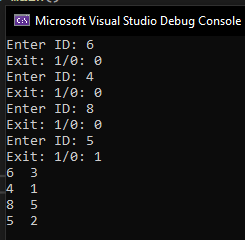 main()
Microsoft Visual Studio Debug Console
Enter ID: 6
Exit: 1/0: 0
Enter ID: 4
Exit: 1/0: 0
Enter ID: 8
Exit: 1/0: 0
Enter ID: 5
Exit: 1/0: 1
6 3
4 1
8 5
5 2